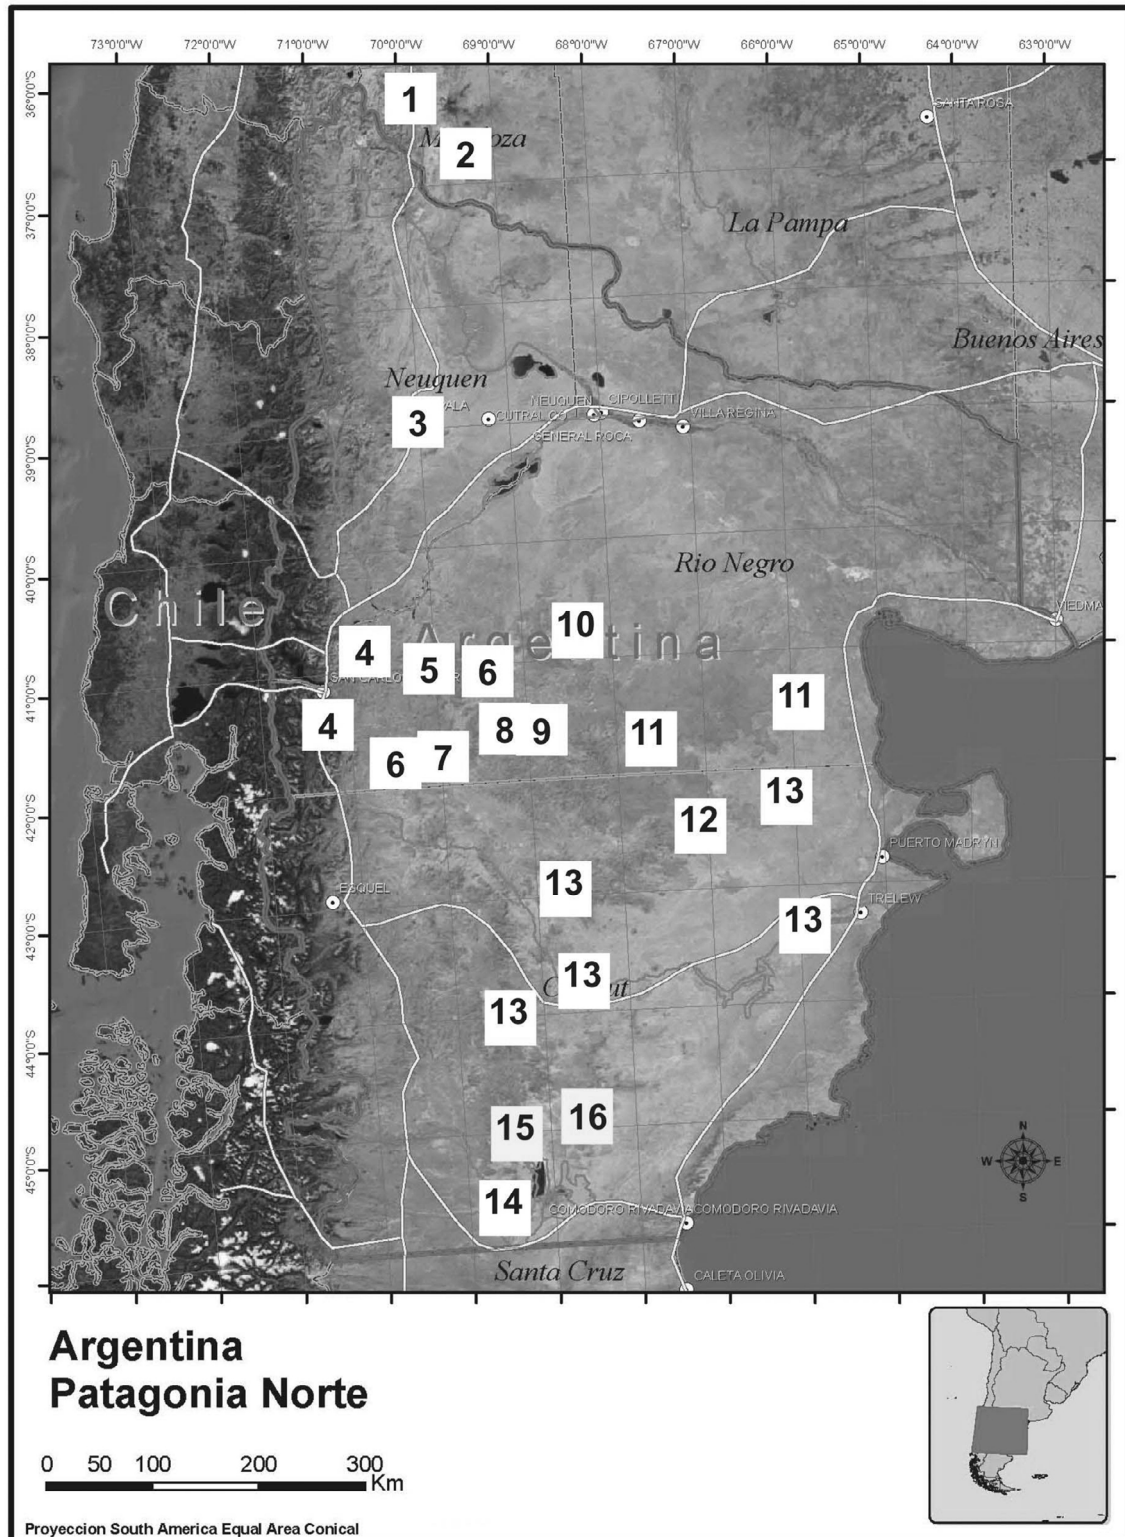 73°0'0"W 72°0'0"W 71°0'0"W 70°0'0"W 69°0'0"W 68°0'0"W 67°0'0"W 66°0'0"W 65°0'0"W 64°0'0"W 63°0'0"W
36°0'0"S
1
SANTA ROSA
2
37°0'0"S
La Pampa
38°0'0"S
Buenos Aires
Neuquen
NEUQUEN CIPOLLETTI
3
VILLA REGINA
GENERAL ROCA
39°0'0"S
Rio Negro
40°0'0"S
Chile
VIEDMA
10
Argentina
4
5
6
41°0'0"S
11
4
8
9
11
6
7
13
42°0'0"S
12
PUERTO MADRYN
13
ESQUEL
TRELEW
13
43°0'0"S
13
13
44°0'0"S
16
15
45°0'0"S
N
W E
S
14
COMODORO RIVADAVIA COMODORO RIVADAVIA
Santa Cruz
CALETA OLIVIA
Argentina
Patagonia Norte
0 50 100 200 300
Km
Proyeccion South America Equal Area Conical